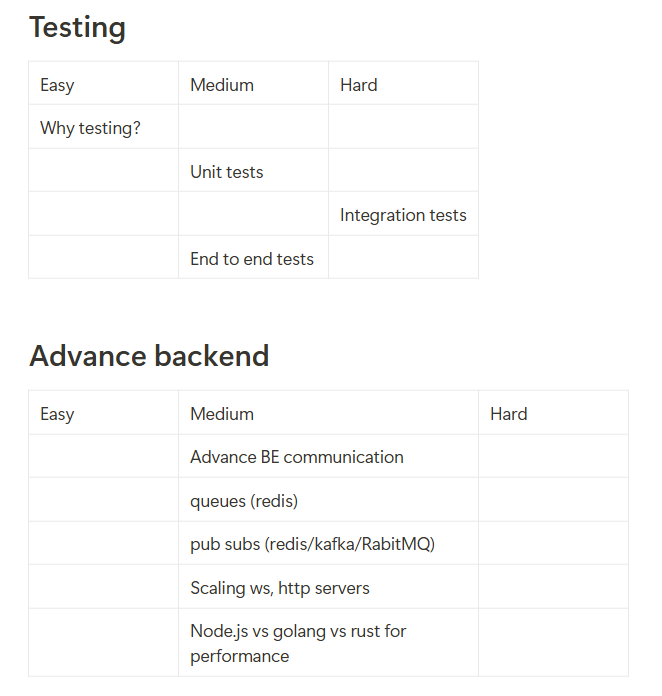 Testing
Easy Medium Hard
Why testing?
Unit tests
Integration tests
End to end tests
Advance backend
Easy Medium Hard
Advance BE communication
queues (redis)
pub subs (redis/kafka/RabitMQ)
Scaling ws, http servers
Node.js vs golang vs rust for
performance